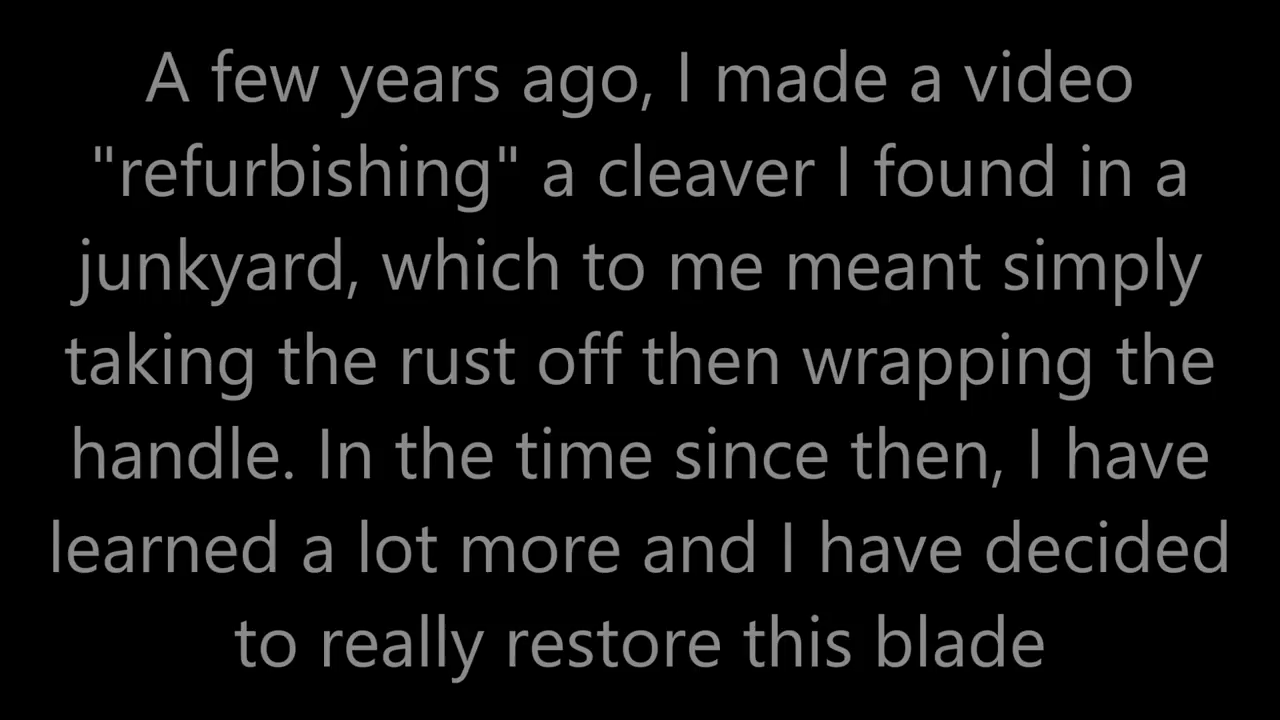 A few years ago, I made a video
"refurbishing" a cleaver I found in a
junkyard, which to me meant simply
taking the rust off then wrapping the
handle. In the time since then, I have
learned a lot more and I have decided
to really restore this blade